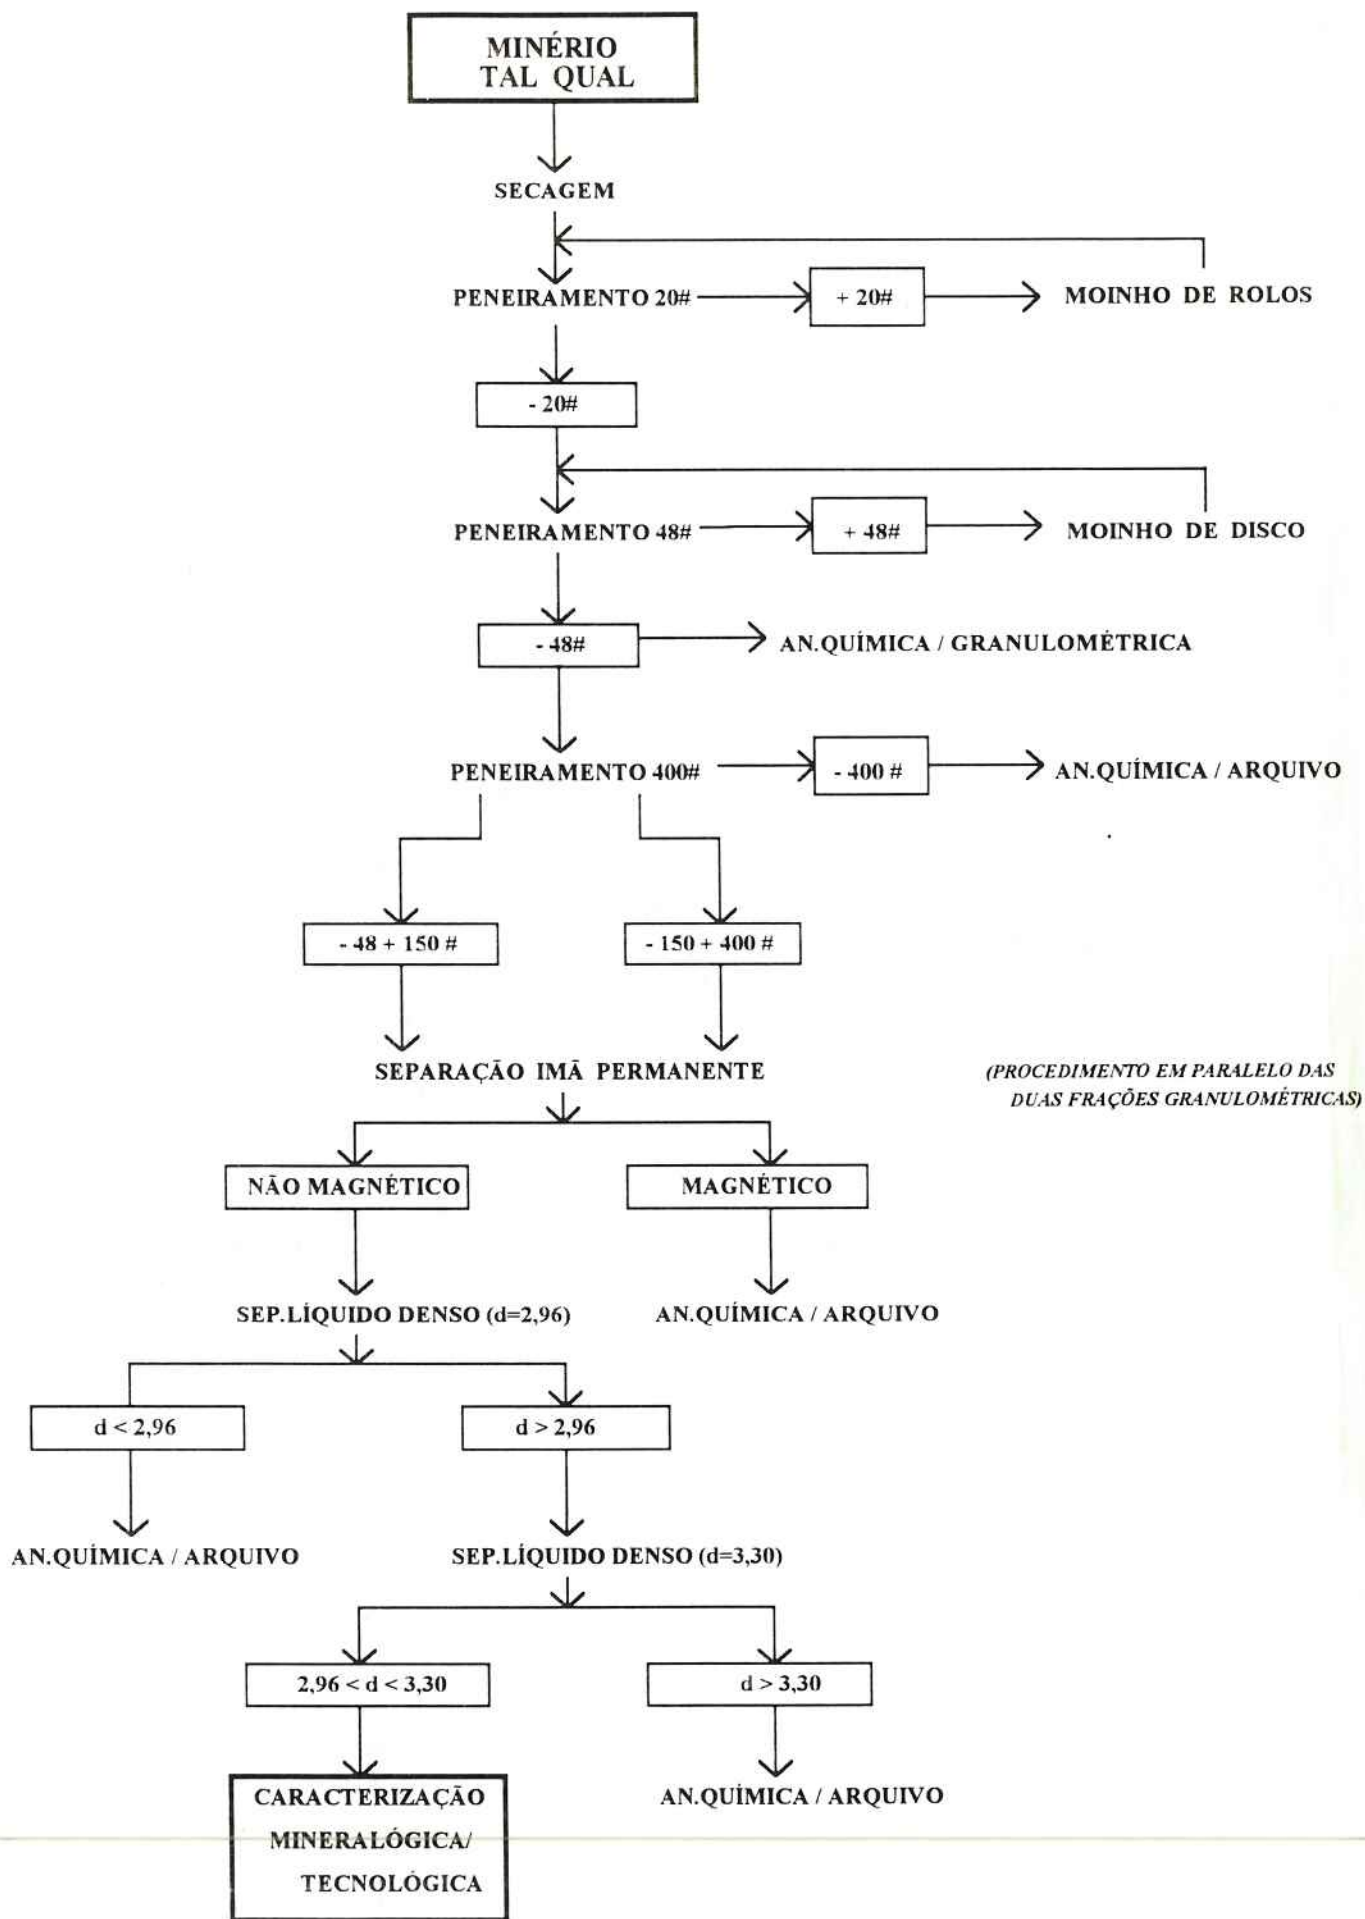 MINÉRIO
TAL QUAL
SECAGEM
PENEIRAMENTO 20#
+ 20#
MOINHO DE ROLOS
- 20#
PENEIRAMENTO 48#
+ 48#
MOINHO DE DISCO
- 48#
AN.QUÍMICA / GRANULOMÉTRICA
PENEIRAMENTO 400#
- 400 #
AN.QUÍMICA / ARQUIVO
- 48 + 150 #
- 150 + 400 #
SEPARAÇÃO IMÃ PERMANENTE
(PROCEDIMENTO EM PARALELO DAS
DUAS FRAÇÕES GRANULOMÉTRICAS)
NÃO MAGNÉTICO
MAGNÉTICO
SEP.LÍQUIDO DENSO (d=2,96)
AN.QUÍMICA / ARQUIVO
d < 2,96
d > 2,96
AN.QUÍMICA / ARQUIVO
SEP.LÍQUIDO DENSO (d=3,30)
2,96 < d < 3,30
d > 3,30
CARACTERIZAÇÃO
MINERALÓGICA/
TECNOLÓGICA
AN.QUÍMICA / ARQUIVO